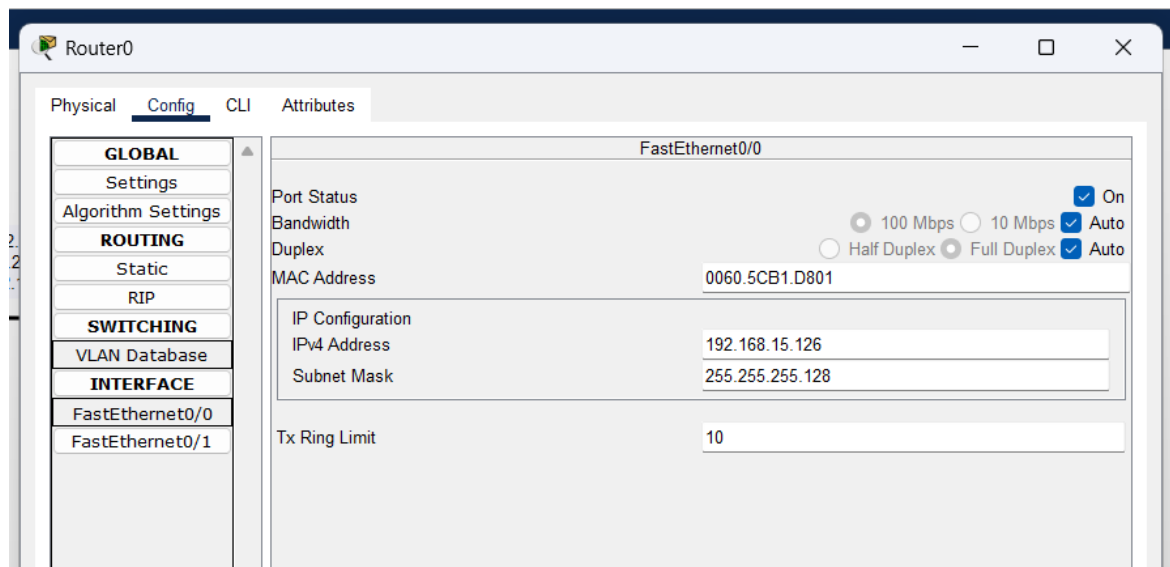 Router0
Physical Config CLI Attributes
GLOBAL
Settings
Algorithm Settings
ROUTING
Static
RIP
SWITCHING
VLAN Database
INTERFACE
FastEthernet0/0
FastEthernet0/1
FastEthernet0/0
Port Status On
Bandwidth 100 Mbps 10 Mbps Auto
Duplex Half Duplex Full Duplex Auto
MAC Address 0060.5CB1.D801
IP Configuration
IPv4 Address 192.168.15.126
Subnet Mask 255.255.255.128
Tx Ring Limit 10